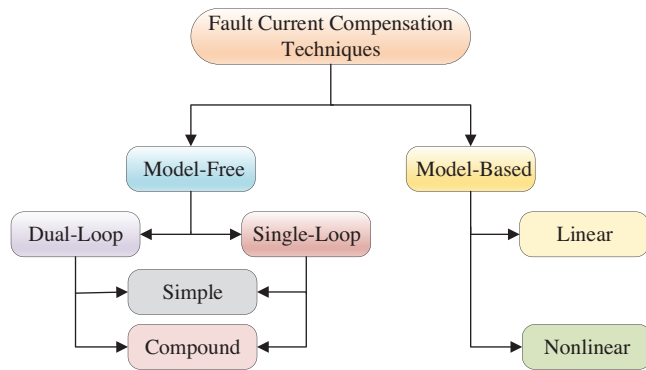 Fault Current Compensation
Techniques
Model-Free
Model-Based
Dual-Loop
Single-Loop
Linear
Simple
Compound
Nonlinear